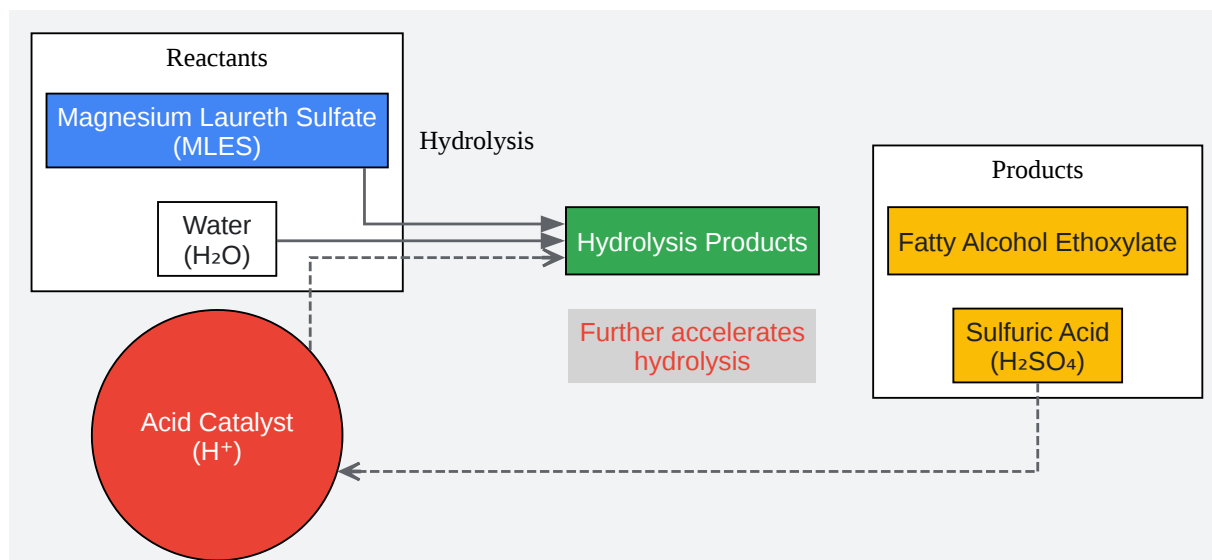 Reactants
Magnesium Laureth Sulfate
(MLES)
Water
(H₂O)
Hydrolysis
Hydrolysis Products
Further accelerates
hydrolysis
Products
Fatty Alcohol Ethoxylate
Sulfuric Acid
(H₂SO₄)
Acid Catalyst
(H⁺)